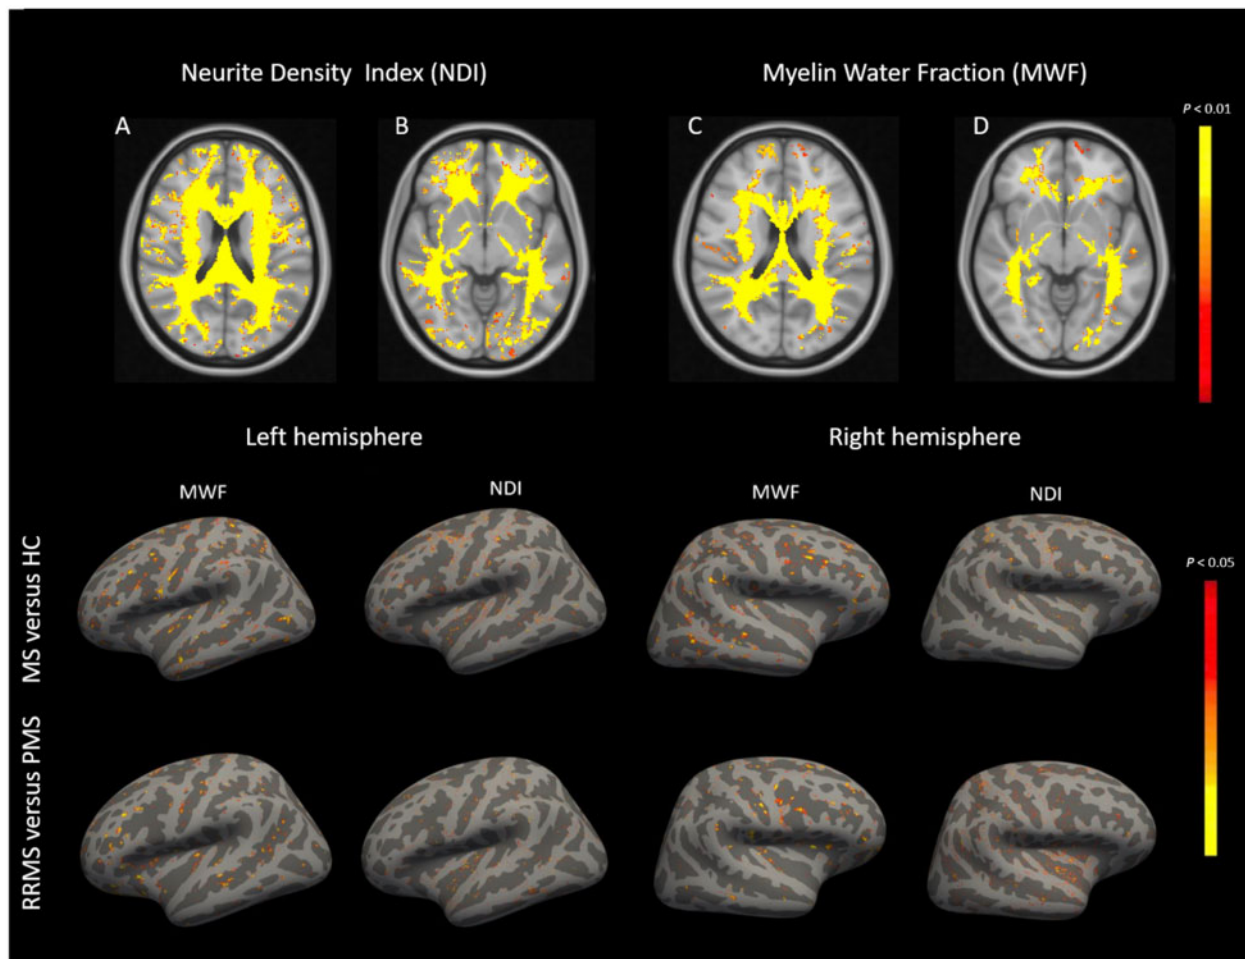 Neurite Density Index (NDI)
Myelin Water Fraction (MWF)
A
B
C
D
P < 0.01
Left hemisphere
Right hemisphere
MWF
NDI
MWF
NDI
MS versus HC
P < 0.05
RRMS versus PMS